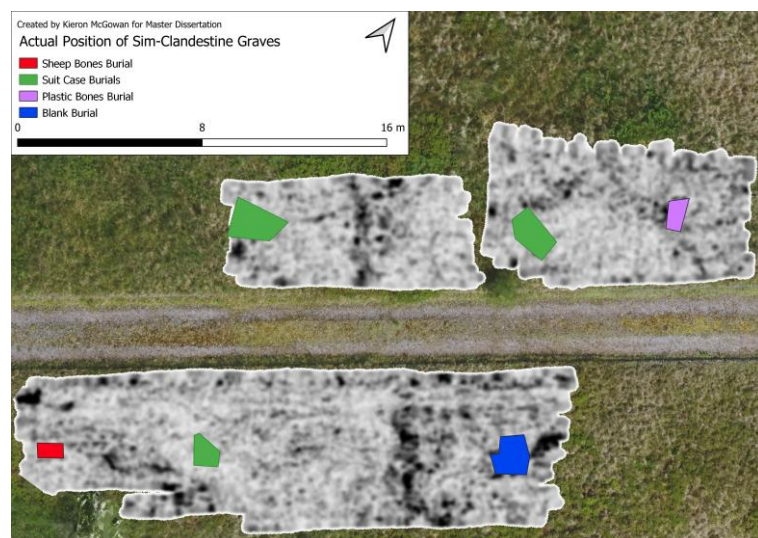 Created by Kieron McGowan for Master Dissertation
Actual Position of Sim-Clandestine Graves
Sheep Bones Burial
Suit Case Burials
Plastic Bones Burial
Blank Burial
0 8 16 m